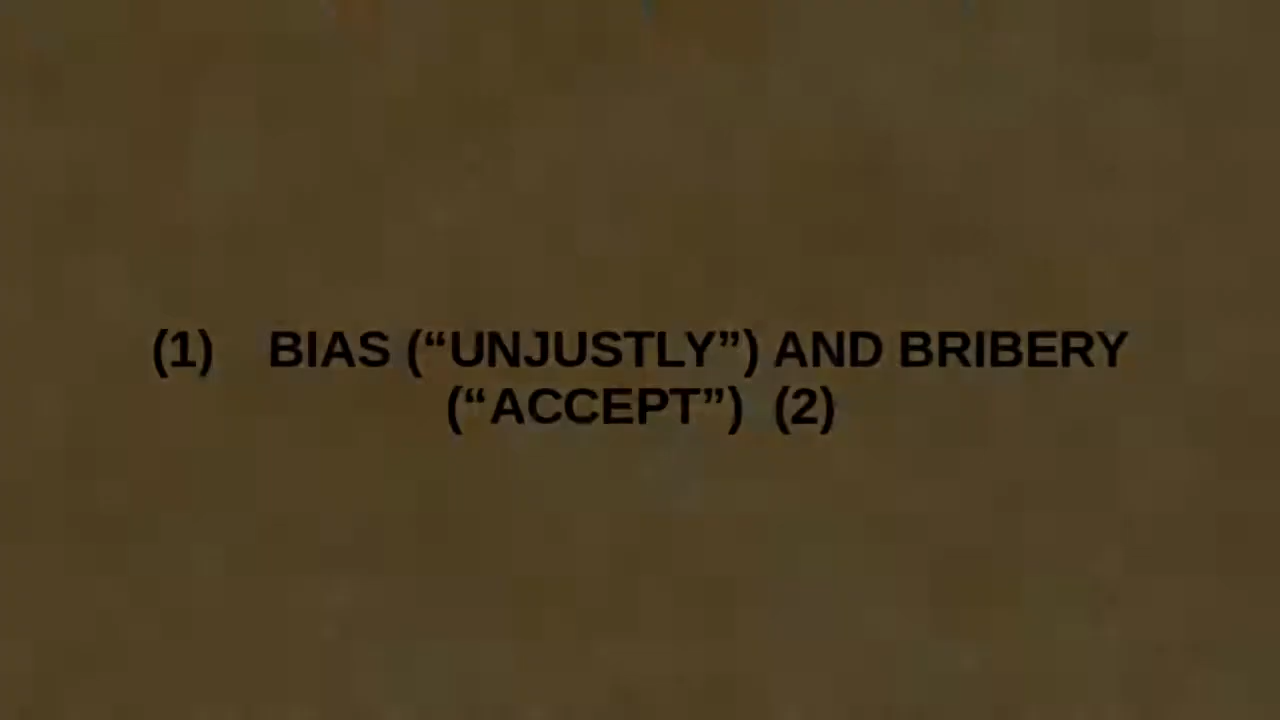 (1) BIAS (“UNJUSTLY”) AND BRIBERY
(“ACCEPT”) (2)